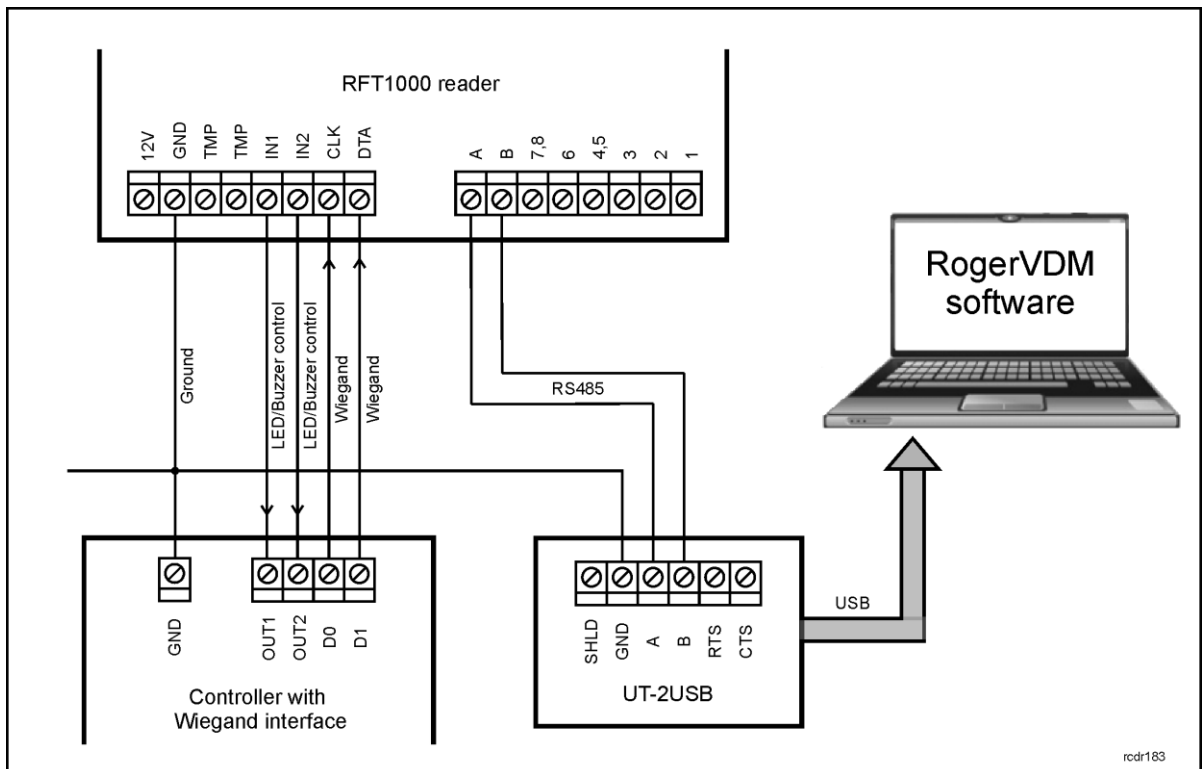 RFT1000 reader
12V
GND
TMP
TMP
IN1
IN2
CLK
DTA
A
B
7,8
6
4,5
3
2
1
RogerVDM
software
Ground
LED/Buzzer control
LED/Buzzer control
Wiegand
Wiegand
RS485
GND
OUT1
OUT2
D0
D1
Controller with
Wiegand interface
SHLD
GND
A
B
RTS
CTS
UT-2USB
USB
rcdr183